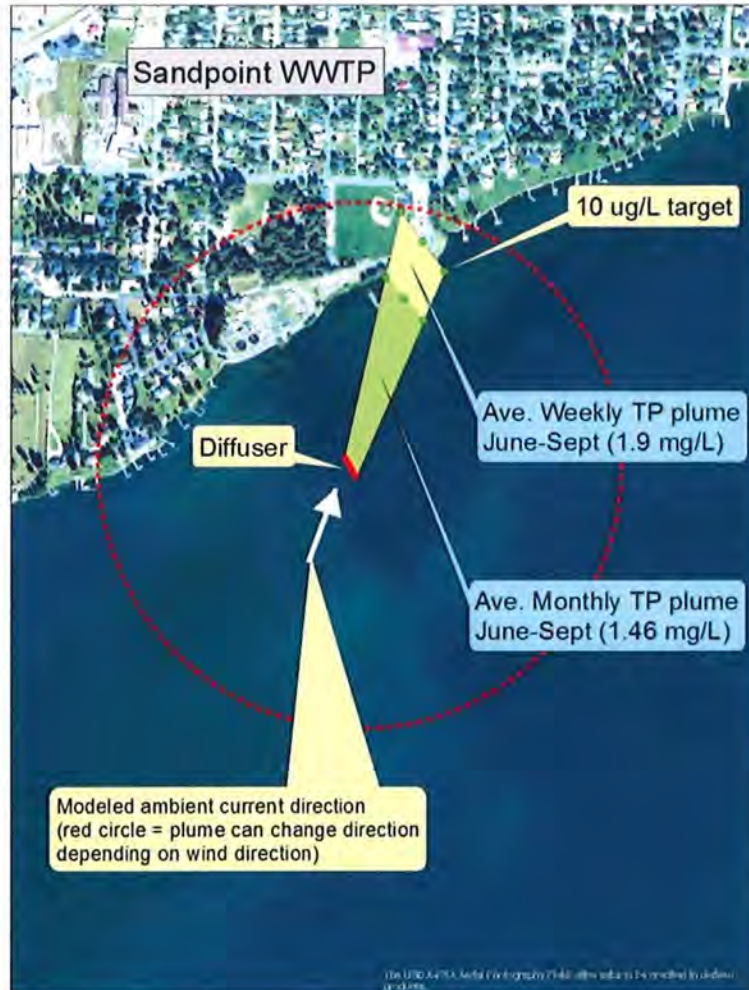 Sandpoint WWTP
10 ug/L target
Ave. Weekly TP plume
June-Sept (1.9 mg/L)
Diffuser
Ave. Monthly TP plume
June-Sept (1.46 mg/L)
Modeled ambient current direction
(red circle = plume can change direction
depending on wind direction)